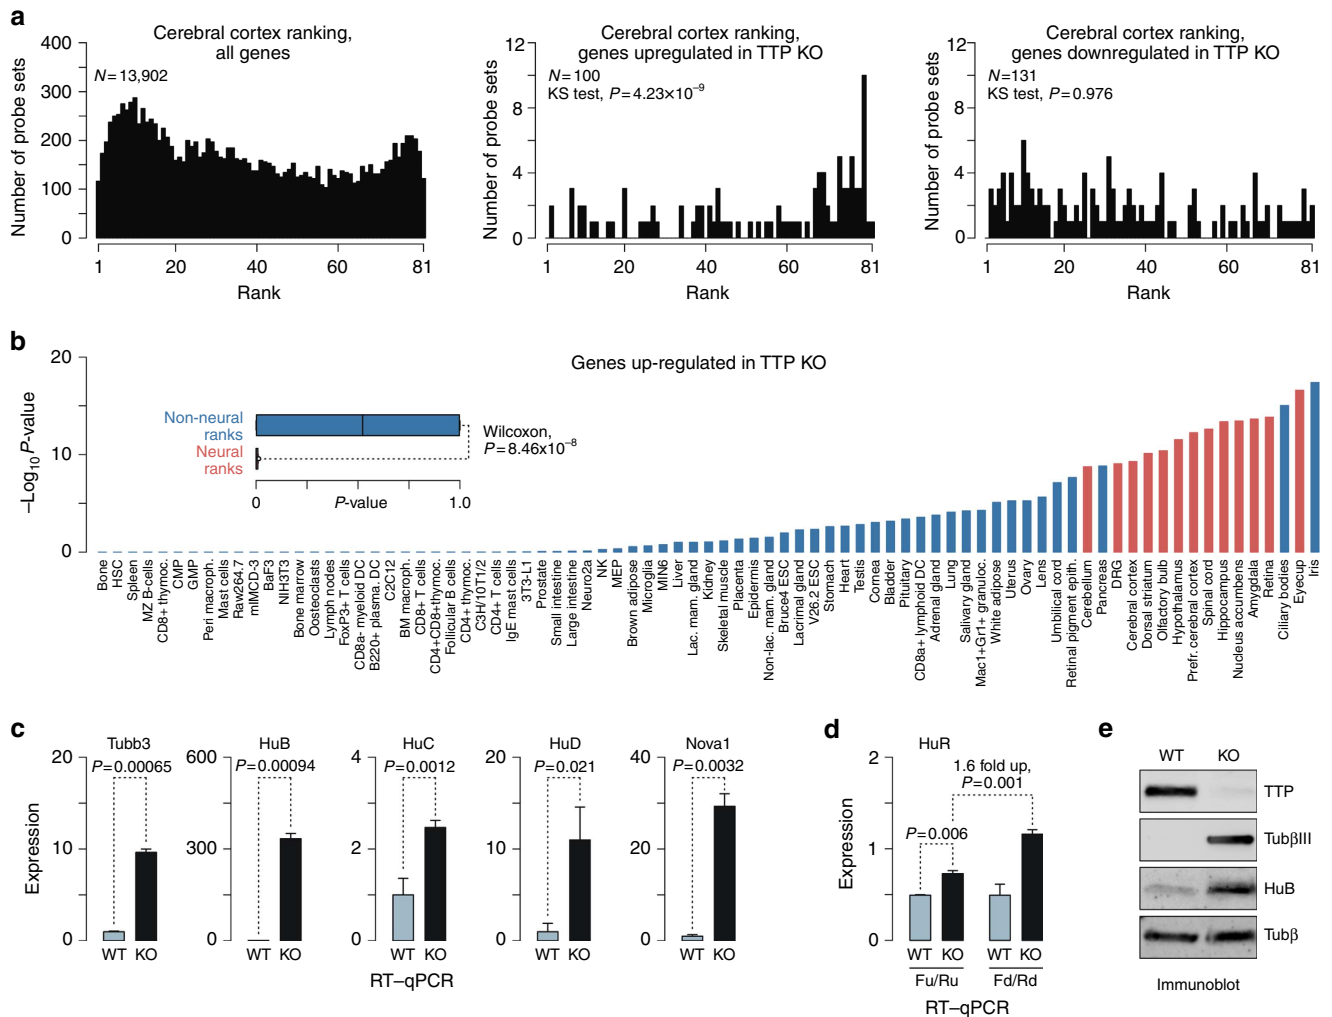 a
Cerebral cortex ranking,
all genes
N=13,902
Number of probe sets
400
300
200
100
0
1 20 40 60 81
Rank
Cerebral cortex ranking,
genes upregulated in TTP KO
N=100
KS test, P=4.23×10⁻⁹
Number of probe sets
12
8
4
0
1 20 40 60 81
Rank
Cerebral cortex ranking,
genes downregulated in TTP KO
N=131
KS test, P=0.976
Number of probe sets
12
8
4
0
1 20 40 60 81
Rank
b
Genes up-regulated in TTP KO
–Log₁₀ P-value
20
10
0
Non-neural
ranks
Neural
ranks
Wilcoxon,
P=8.46x10⁻⁸
0 P-value 1.0
Bone
HSC
Spleen
MZ B-cells
CD8+ thymoc.
CMP
GMP
Peri macroph.
Mast cells
Raw264.7
mIMCD-3
BaF3
NIH3T3
Bone marrow
Oosteoclasts
Lymph nodes
FoxP3+ T cells
CD8a- myeloid DC
B220+ plasma. DC
C2C12
BM macroph.
CD8+ T cells
CD4+CD8+thymoc.
Follicular B cells
CD4+ thymoc.
C3H/10T1/2
CD4+ T cells
IgE mast cells
3T3-L1
Prostate
Small intestine
Large intestine
Neuro2a
NK
MEP
Brown adipose
Microglia
MIN6
Liver
Lac. mam. gland
Kidney
Skeletal muscle
Placenta
Epidermis
Non-lac. mam. gland
Bruce4 ESC
Lacrimal gland
V26.2 ESC
Stomach
Heart
Testis
Cornea
Bladder
Pituitary
CD8a+ lymphoid DC
Adrenal gland
Lung
Salivary gland
Mac1+Gr1+ granuloc.
White adipose
Uterus
Ovary
Lens
Umbilical cord
Retinal pigment epith.
Cerebellum
Pancreas
DRG
Cerebral cortex
Dorsal striatum
Olfactory bulb
Hypothalamus
Prefr. cerebral cortex
Spinal cord
Hippocampus
Nucleus acumbens
Amygdala
Retina
Ciliary bodies
Eyecup
Iris
c
Expression
Tubb3
P=0.00065
20
10
0
WT KO
HuB
P=0.00094
600
300
0
WT KO
HuC
P=0.0012
4
2
0
WT KO
HuD
P=0.021
20
10
0
WT KO
Nova1
P=0.0032
40
20
0
WT KO
RT–qPCR
d
HuR
1.6 fold up,
P=0.001
P=0.006
Expression
2
1
0
WT KO WT KO
Fu/Ru Fd/Rd
RT–qPCR
e
WT KO
TTP
TubβIII
HuB
Tubβ
Immunoblot